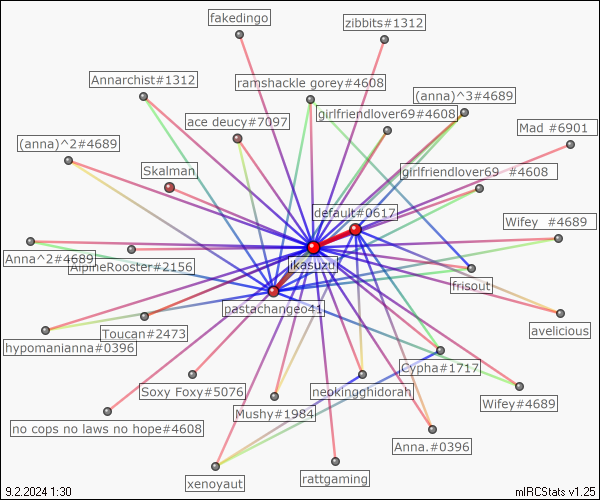 fakedingo
zibbits#1312
Annarchist#1312
ramshackle gorey#4608
(anna)^3#4689
ace deucy#7097
girlfriendlover69#4608
Mad #6901
(anna)^2#4689
Skalman
girlfriendlover69 #4608
default#0617
Wifey #4689
Anna^2#4689
AlpineRooster#2156
ikasuzu
frisout
pastachangeo41
Toucan#2473
avelicious
hypomanianna#0396
Cypha#1717
Soxy Foxy#5076
neokingghidorah
Wifey#4689
Mushy#1984
no cops no laws no hope#4608
Anna.#0396
xenoyaut
rattgaming
9.2.2024 1:30
mIRCStats v1.25